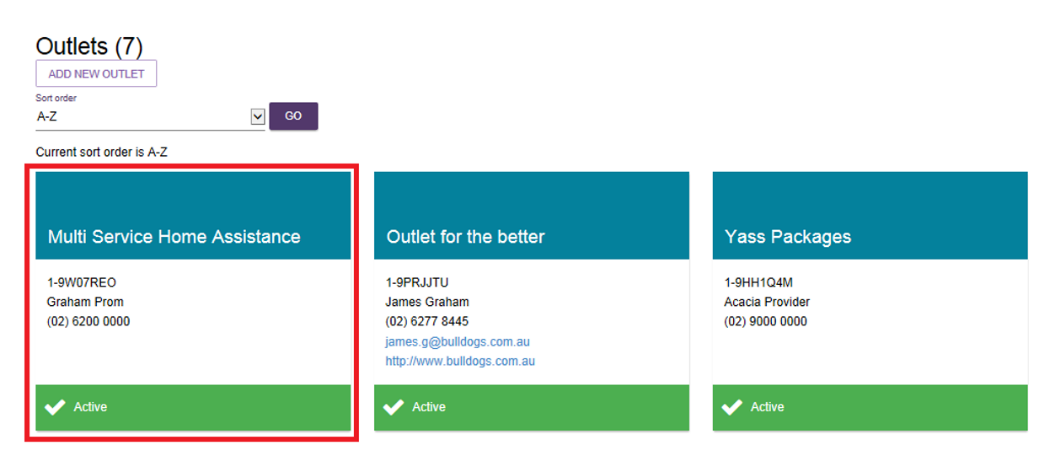 Outlets (7)
ADD NEW OUTLET
Sort order
A-Z
GO
Current sort order is A-Z
Multi Service Home Assistance
1-9W07REO
Graham Prom
(02) 6200 0000
Active
Outlet for the better
1-9PRJJTU
James Graham
(02) 6277 8445
james.g@bulldogs.com.au
http://www.bulldogs.com.au
Active
Yass Packages
1-9HH1Q4M
Acacia Provider
(02) 9000 0000
Active